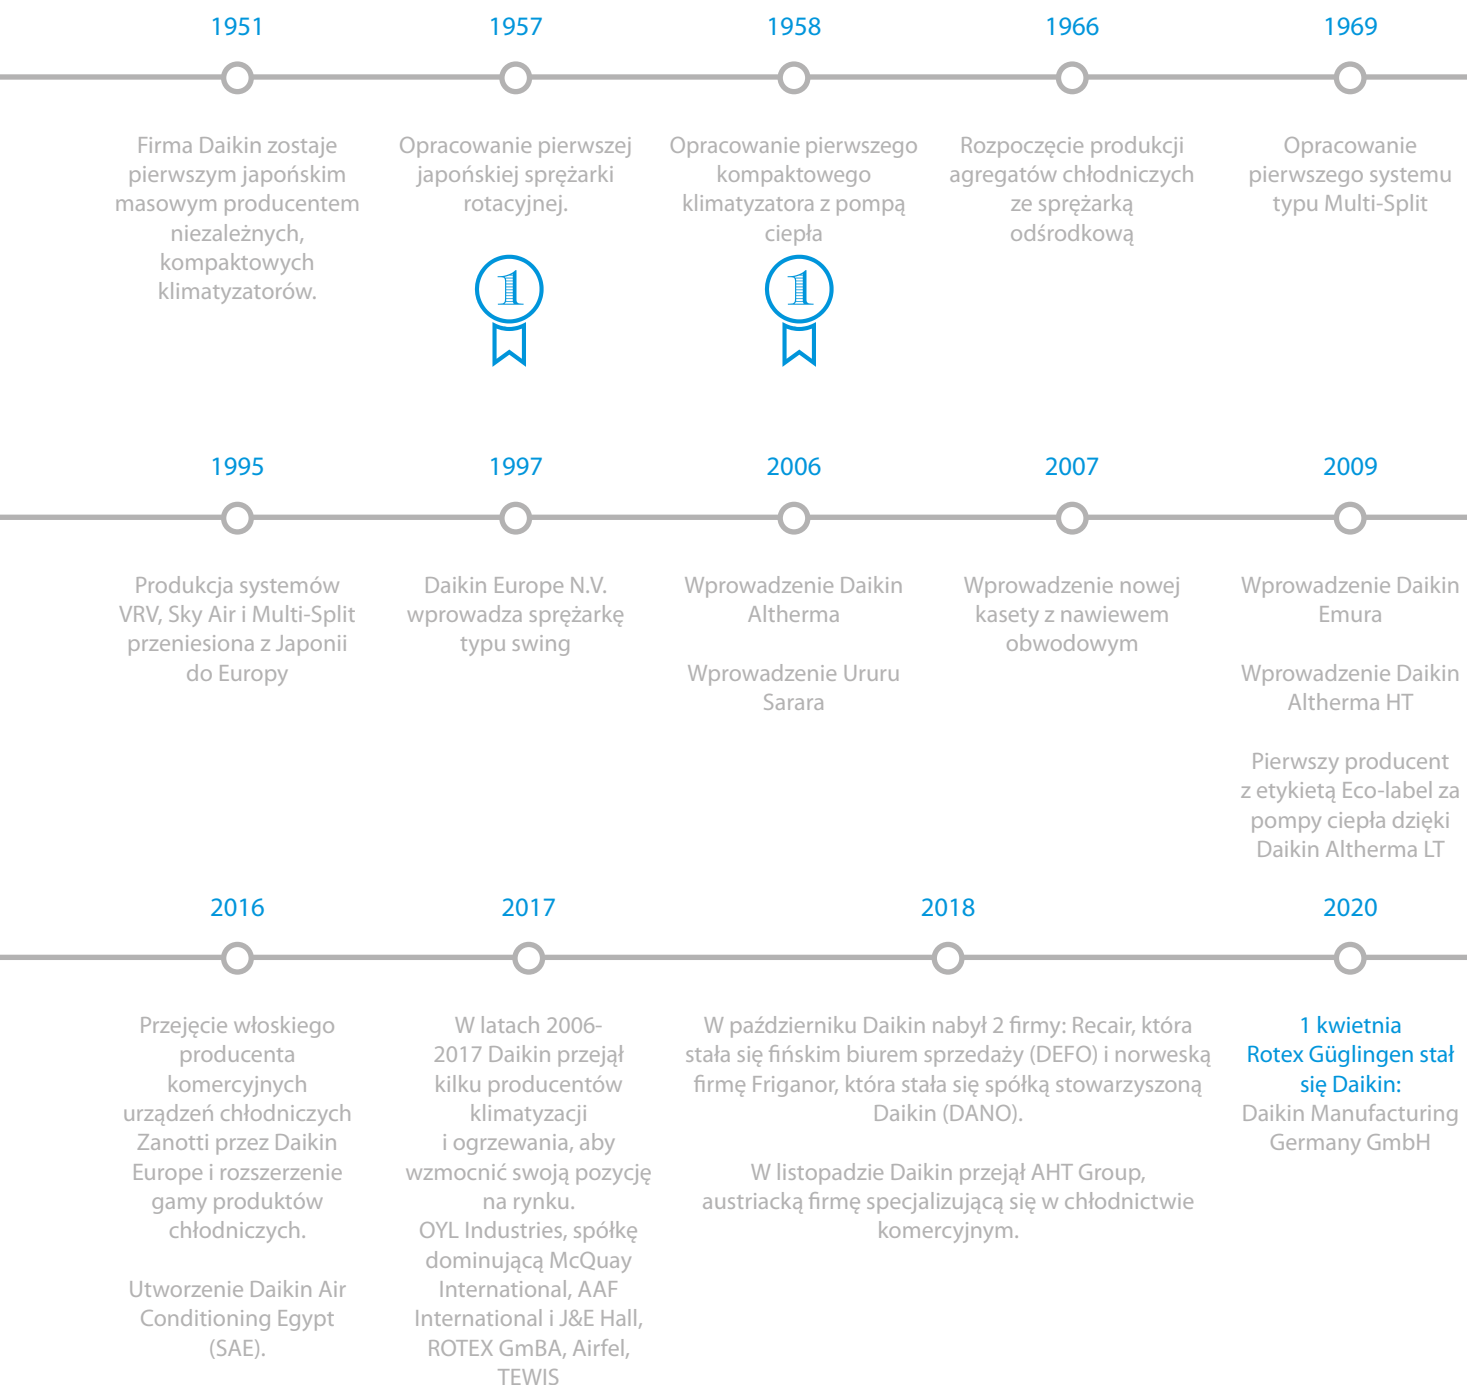 1951
Firma Daikin zostaje
pierwszym japońskim
masowym producentem
niezależnych,
kompaktowych
klimatyzatorów.
1957
Opracowanie pierwszej
japońskiej sprężarki
rotacyjnej.
1
1958
Opracowanie pierwszego
kompaktowego
klimatyzatora z pompą
ciepła
1
1966
Rozpoczęcie produkcji
agregatów chłodniczych
ze sprężarką
odśrodkową
1969
Opracowanie
pierwszego systemu
typu Multi-Split
1995
Produkcja systemów
VRV, Sky Air i Multi-Split
przeniesiona z Japonii
do Europy
1997
Daikin Europe N.V.
wprowadza sprężarkę
typu swing
2006
Wprowadzenie Daikin
Altherma
Wprowadzenie Ururu
Sarara
2007
Wprowadzenie nowej
kasety z nawiewem
obwodowym
2009
Wprowadzenie Daikin
Emura
Wprowadzenie Daikin
Altherma HT
Pierwszy producent
z etykietą Eco-label za
pompy ciepła dzięki
Daikin Altherma LT
2016
Przejęcie włoskiego
producenta
komercyjnych
urządzeń chłodniczych
Zanotti przez Daikin
Europe i rozszerzenie
gamy produktów
chłodniczych.
Utworzenie Daikin Air
Conditioning Egypt
(SAE).
2017
W latach 2006-
2017 Daikin przejął
kilku producentów
klimatyzacji
i ogrzewania, aby
wzmocnić swoją pozycję
na rynku.
OYL Industries, spółkę
dominującą McQuay
International, AAF
International i J&E Hall,
ROTEX GmBA, Airfel,
TEWIS
2018
W październiku Daikin nabył 2 firmy: Recair, która
stała się fińskim biurem sprzedaży (DEFO) i norweską
firmę Friganor, która stała się spółką stowarzyszoną
Daikin (DANO).
W listopadzie Daikin przejął AHT Group,
austriacką firmę specjalizującą się w chłodnictwie
komercyjnym.
2020
1 kwietnia
Rotex Güglingen stał
się Daikin:
Daikin Manufacturing
Germany GmbH